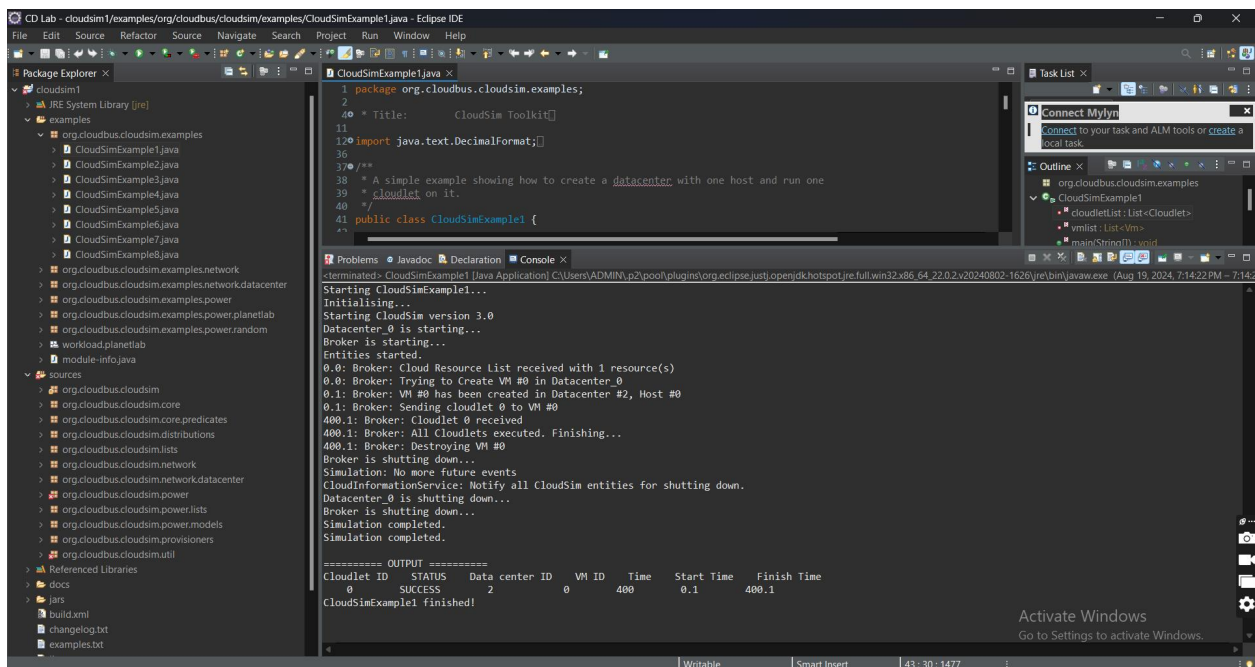 CD Lab - cloudsim1/examples/org/cloudbus/cloudsim/examples/CloudSimExample1.java - Eclipse IDE
File Edit Source Refactor Source Navigate Search Project Run Window Help
Package Explorer ×
cloudsim1
JRE System Library [jre]
examples
org.cloudbus.cloudsim.examples
CloudSimExample1.java
CloudSimExample2.java
CloudSimExample3.java
CloudSimExample4.java
CloudSimExample5.java
CloudSimExample6.java
CloudSimExample7.java
CloudSimExample8.java
org.cloudbus.cloudsim.examples.network
org.cloudbus.cloudsim.examples.network.datacenter
org.cloudbus.cloudsim.examples.power
org.cloudbus.cloudsim.examples.power.planetlab
org.cloudbus.cloudsim.examples.power.random
workload.planetlab
module-info.java
sources
org.cloudbus.cloudsim
org.cloudbus.cloudsim.core
org.cloudbus.cloudsim.core.predicates
org.cloudbus.cloudsim.distributions
org.cloudbus.cloudsim.lists
org.cloudbus.cloudsim.network
org.cloudbus.cloudsim.network.datacenter
org.cloudbus.cloudsim.power
org.cloudbus.cloudsim.power.lists
org.cloudbus.cloudsim.power.models
org.cloudbus.cloudsim.provisioners
org.cloudbus.cloudsim.util
Referenced Libraries
docs
jars
build.xml
changelog.txt
examples.txt
CloudSimExample1.java ×
1 package org.cloudbus.cloudsim.examples;
2
4 * Title: CloudSim Toolkit
11
12 import java.text.DecimalFormat;
36
37 /**
38 * A simple example showing how to create a datacenter with one host and run one
39 * cloudlet on it.
40 */
41 public class CloudSimExample1 {
Problems Javadoc Declaration Console ×
<terminated> CloudSimExample1 [Java Application] C:\Users\ADMIN\.p2\pool\plugins\org.eclipse.justj.openjdk.hotspot.jre.full.win32.x86_64_22.0.2.v20240802-1626\jre\bin\javaw.exe (Aug 19, 2024, 7:14:22 PM – 7:14:2
Starting CloudSimExample1...
Initialising...
Starting CloudSim version 3.0
Datacenter_0 is starting...
Broker is starting...
Entities started.
0.0: Broker: Cloud Resource List received with 1 resource(s)
0.0: Broker: Trying to Create VM #0 in Datacenter_0
0.1: Broker: VM #0 has been created in Datacenter #2, Host #0
0.1: Broker: Sending cloudlet 0 to VM #0
400.1: Broker: Cloudlet 0 received
400.1: Broker: All Cloudlets executed. Finishing...
400.1: Broker: Destroying VM #0
Broker is shutting down...
Simulation: No more future events
CloudInformationService: Notify all CloudSim entities for shutting down.
Datacenter_0 is shutting down...
Broker is shutting down...
Simulation completed.
Simulation completed.
========== OUTPUT ==========
Cloudlet ID STATUS Data center ID VM ID Time Start Time Finish Time
0 SUCCESS 2 0 400 0.1 400.1
CloudSimExample1 finished!
Task List ×
Connect Mylyn
Connect to your task and ALM tools or create a
local task.
Outline ×
org.cloudbus.cloudsim.examples
CloudSimExample1
cloudletList : List<Cloudlet>
vmlist : List<Vm>
main(String[]) : void
Activate Windows
Go to Settings to activate Windows.
Writable Smart Insert 43 : 30 : 1477